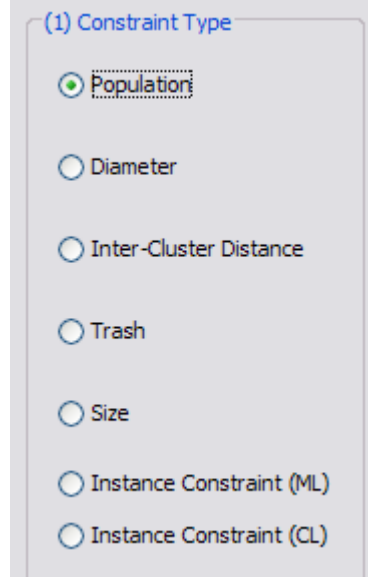 (1) Constraint Type
Population
Diameter
Inter-Cluster Distance
Trash
Size
Instance Constraint (ML)
Instance Constraint (CL)